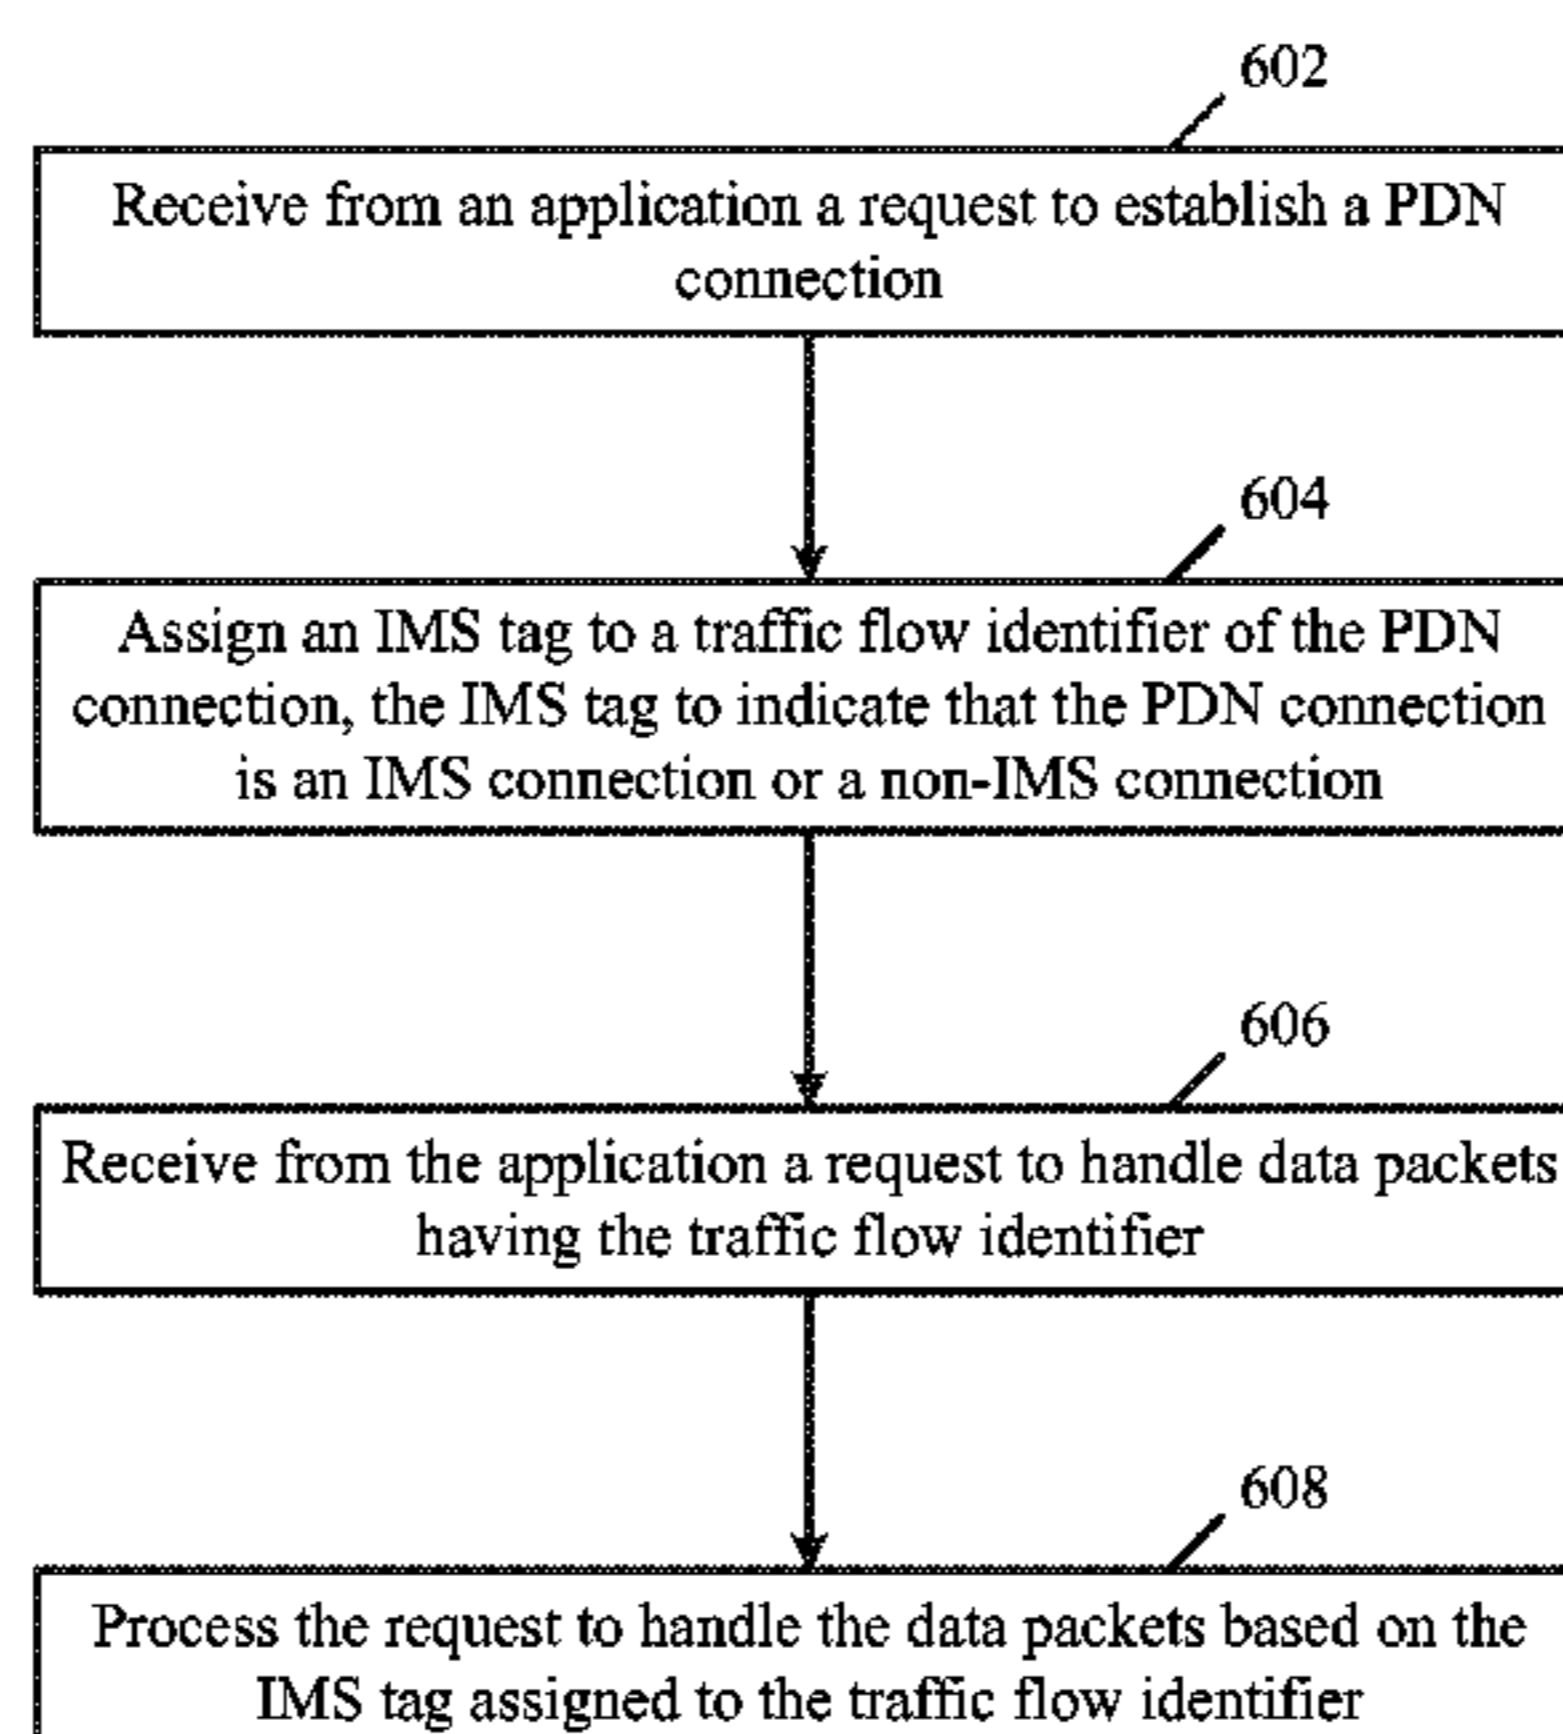 602
Receive from an application a request to establish a PDN
connection
604
Assign an IMS tag to a traffic flow identifier of the PDN
connection, the IMS tag to indicate that the PDN connection
is an IMS connection or a non-IMS connection
606
Receive from the application a request to handle data packets
having the traffic flow identifier
608
Process the request to handle the data packets based on the
IMS tag assigned to the traffic flow identifier